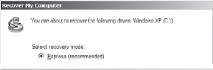 Recover My Computer
You are about to recover the following drive: Windows XP (C:\)
Select recovery mode:
Express (recommended)